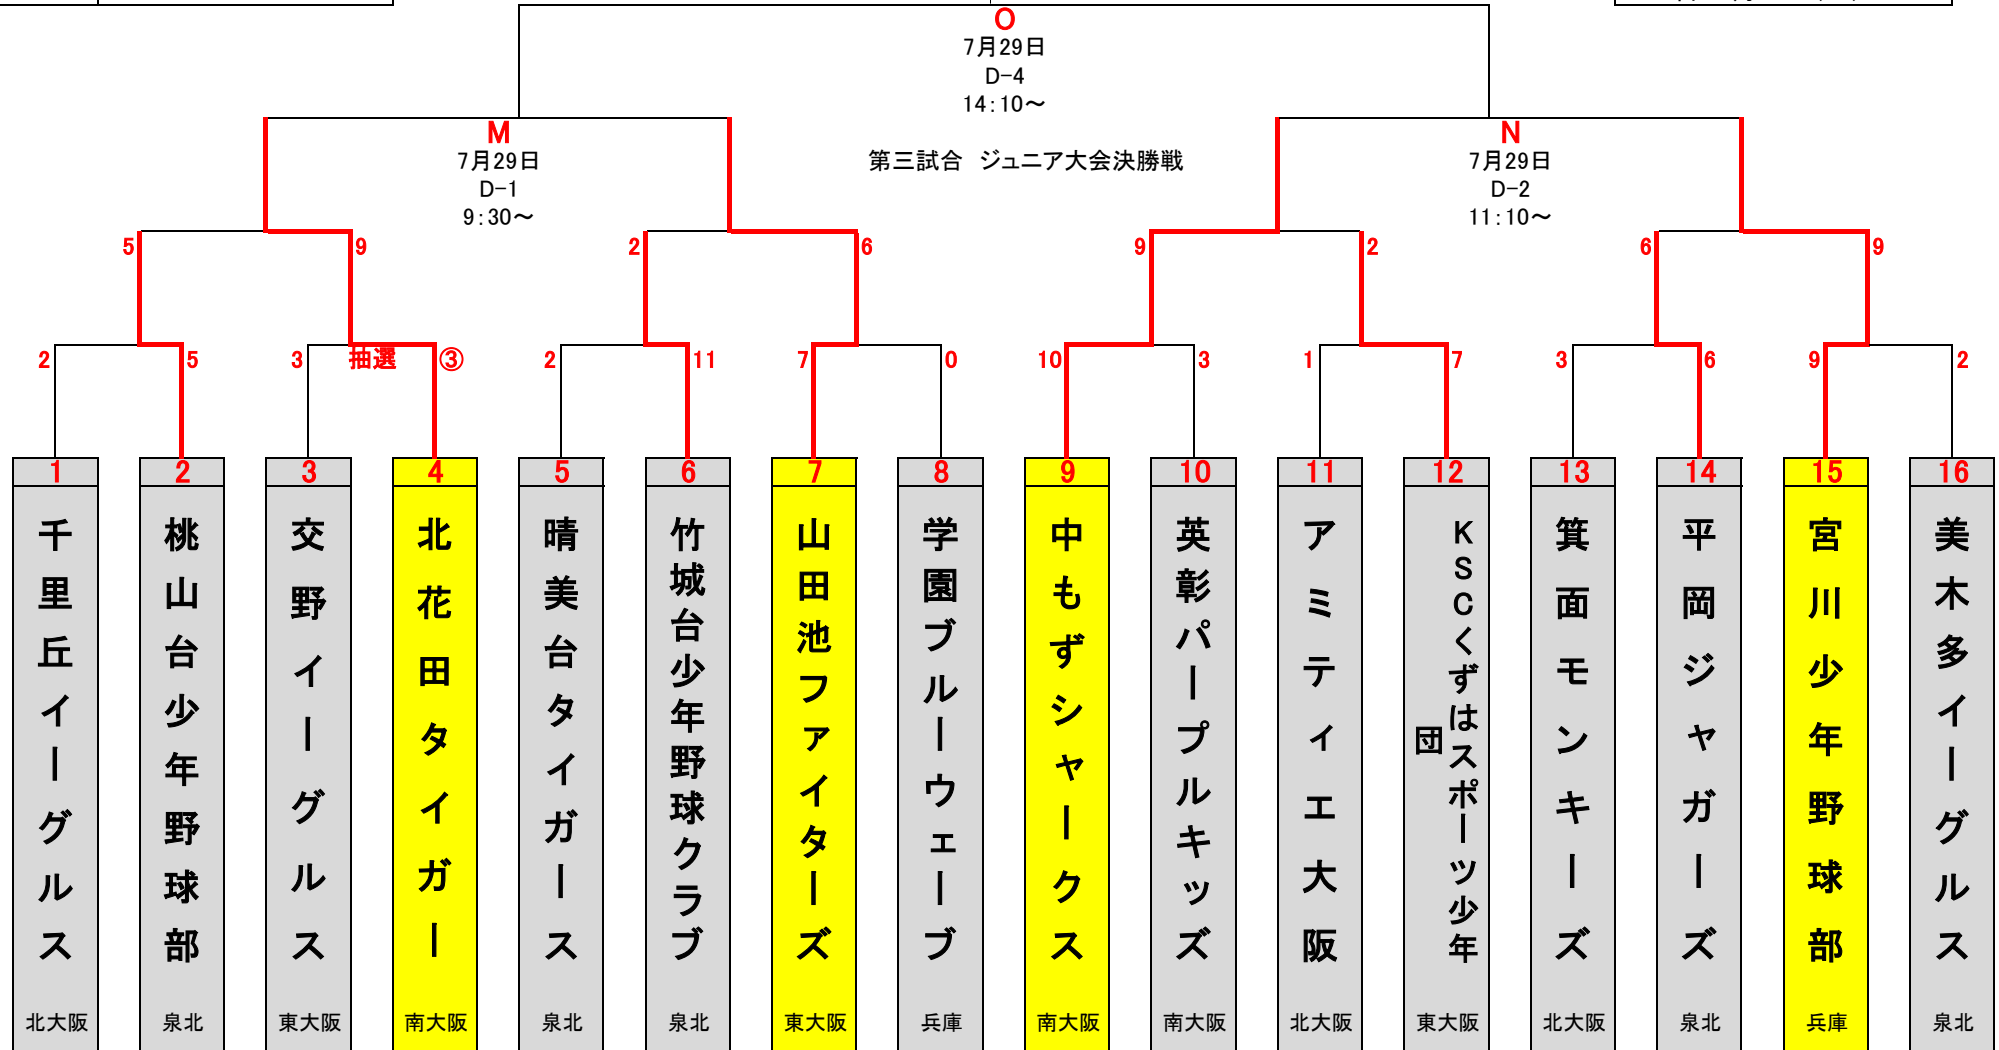 O
7月29日
D-4
14:10～
M
7月29日
D-1
9:30～
第三試合 ジュニア大会決勝戦
N
7月29日
D-2
11:10～
5
9
2
6
9
2
6
9
2
5
3
抽選
③
2
11
7
0
10
3
1
7
3
6
9
2
1
2
3
4
5
6
7
8
9
10
11
12
13
14
15
16
千里丘イーグルス
桃山台少年野球部
交野イーグルス
北花田タイガー
晴美台タイガース
竹城台少年野球クラブ
山田池ファイターズ
学園ブルーウェーブ
中もずシャークス
英彰パープルキッズ
アミティエ大阪
KSCくずはスポーツ少年
団
箕面モンキーズ
平岡ジャガーズ
宮川少年野球部
美木多イーグルス
北大阪
泉北
東大阪
南大阪
泉北
泉北
東大阪
兵庫
南大阪
南大阪
北大阪
東大阪
北大阪
泉北
兵庫
泉北